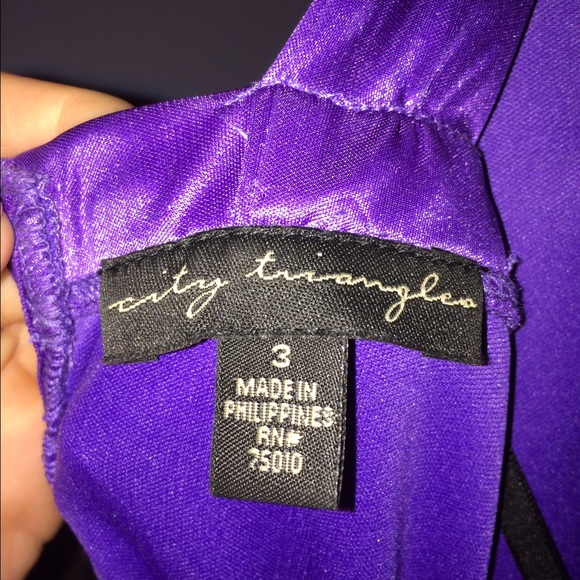 city triangles
3
MADE IN
PHILIPPINES
RN#
75010